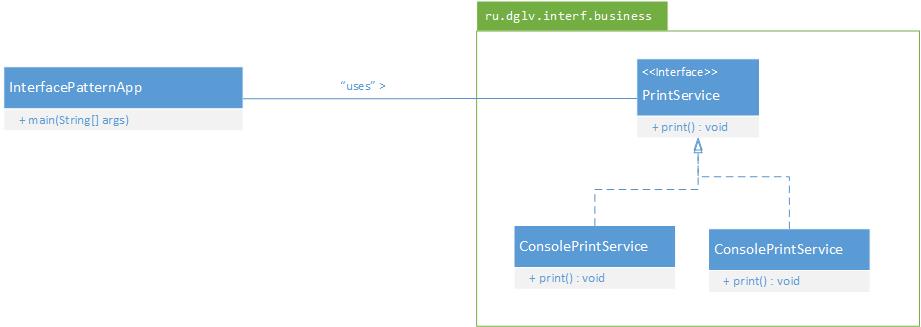 ru.dglv.interf.business
InterfacePatternApp
+ main(String[] args)
“uses” >
<<Interface>>
PrintService
+ print() : void
ConsolePrintService
+ print() : void
ConsolePrintService
+ print() : void